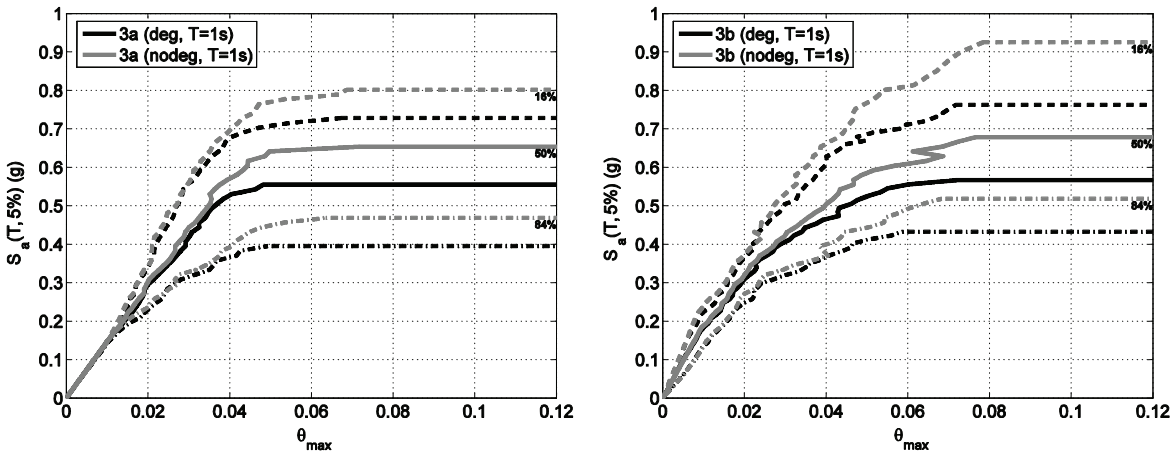 3a (deg, T=1s)
3a (nodeg, T=1s)
16%
50%
84%
1
0.9
0.8
0.7
0.6
0.5
0.4
0.3
0.2
0.1
0
0 0.02 0.04 0.06 0.08 0.1 0.12
θmax
Sa(T,5%) (g)
3b (deg, T=1s)
3b (nodeg, T=1s)
16%
50%
84%
1
0.9
0.8
0.7
0.6
0.5
0.4
0.3
0.2
0.1
0
0 0.02 0.04 0.06 0.08 0.1 0.12
θmax
Sa(T,5%) (g)